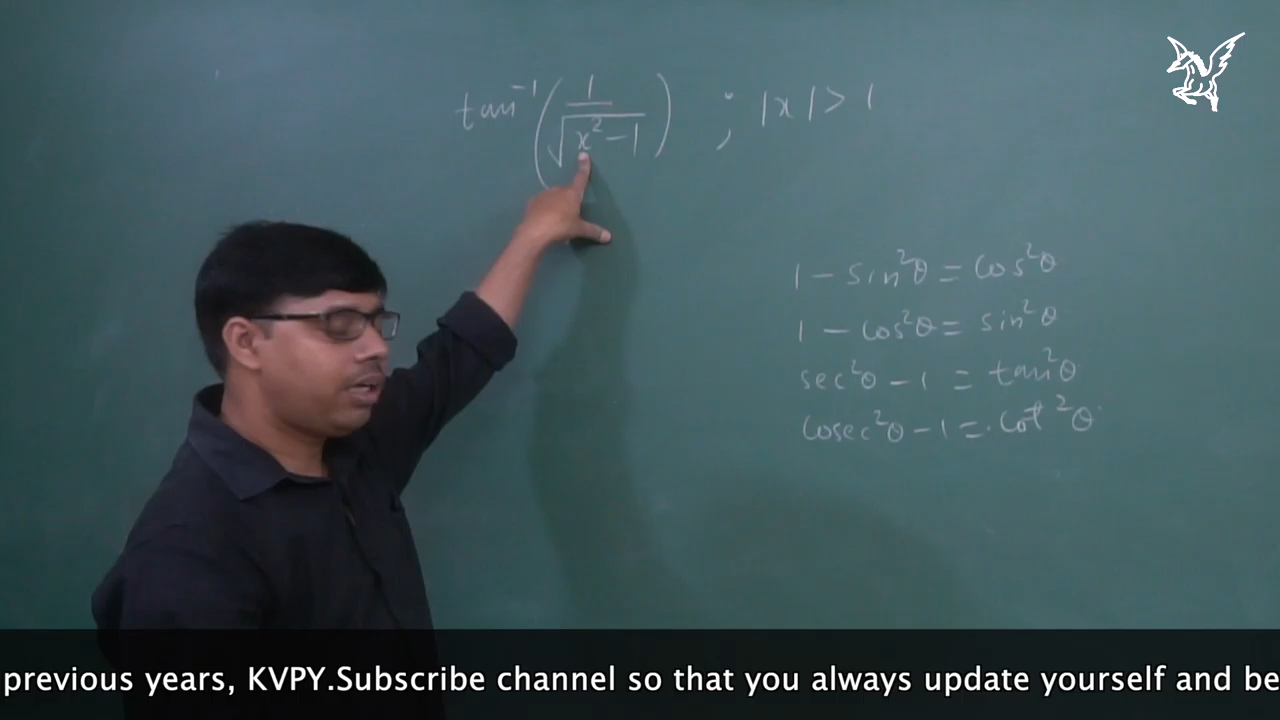 tan⁻¹(1/√(x²-1)) ; |x| > 1
1 - sin²θ = cos²θ
1 - cos²θ = sin²θ
sec²θ - 1 = tan²θ
cosec²θ - 1 = cot²θ
previous years, KVPY.Subscribe channel so that you always update yourself and be